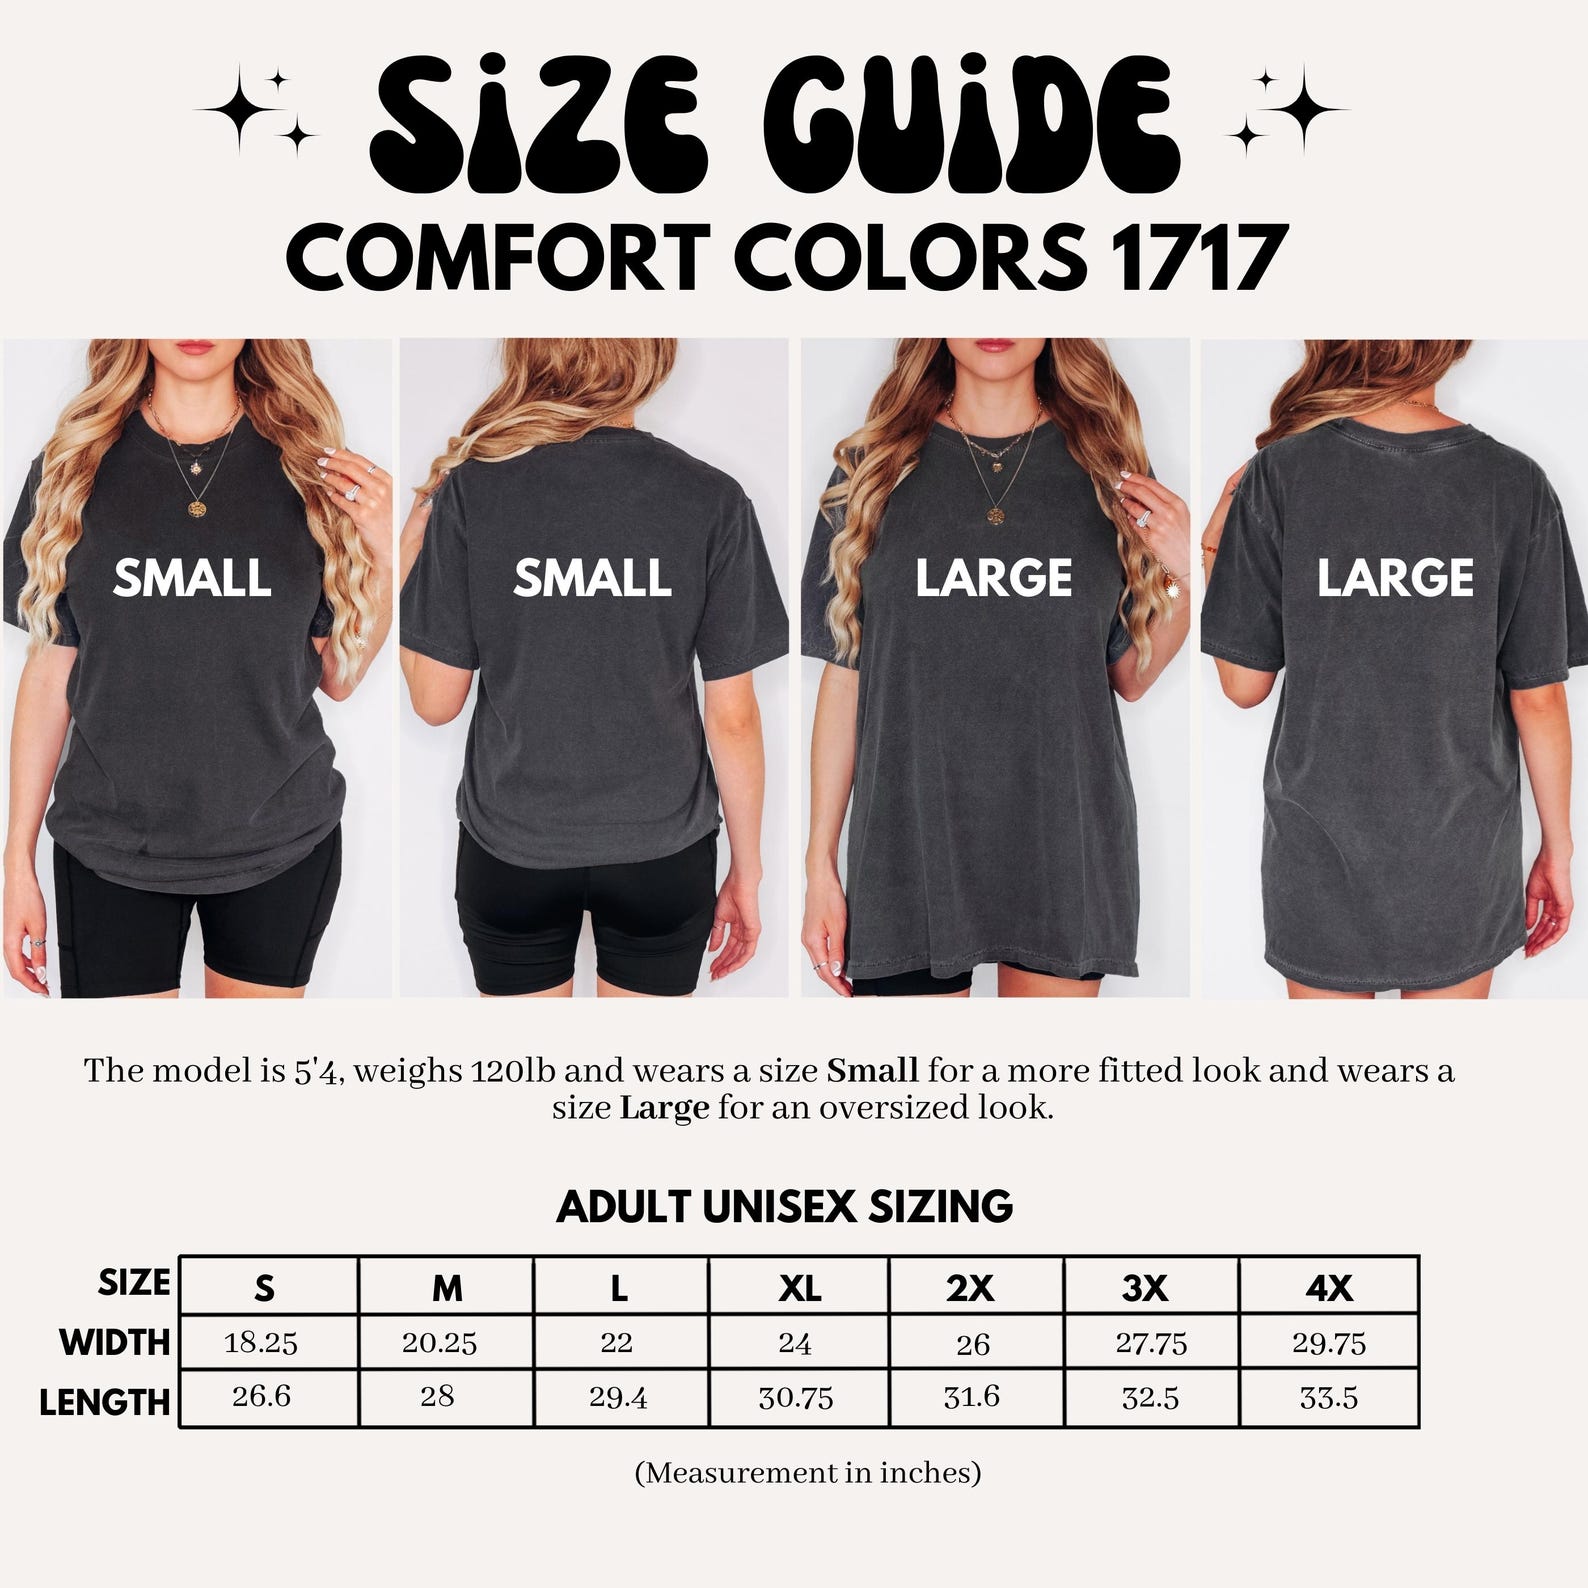 SiZE GUiDE
COMFORT COLORS 1717
SMALL
SMALL
LARGE
LARGE
The model is 5'4, weighs 120lb and wears a size Small for a more fitted look and wears a
size Large for an oversized look.
ADULT UNISEX SIZING
SIZE S M L XL 2X 3X 4X
WIDTH 18.25 20.25 22 24 26 27.75 29.75
LENGTH 26.6 28 29.4 30.75 31.6 32.5 33.5
(Measurement in inches)